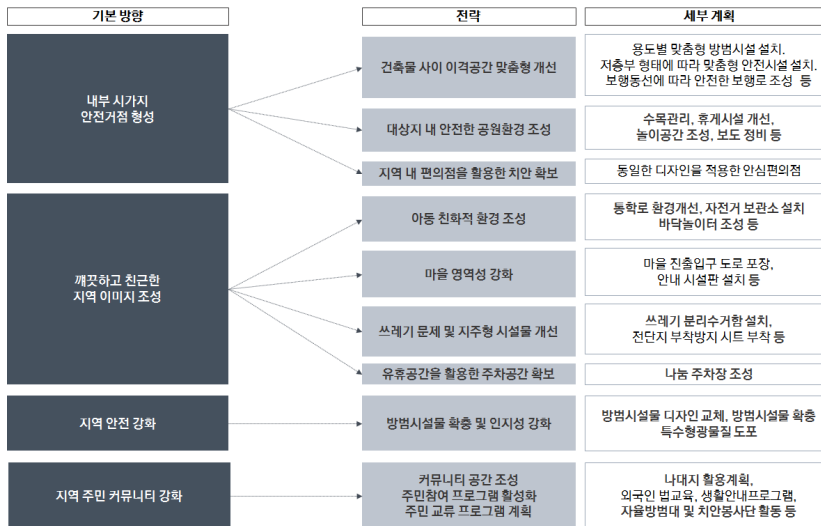 기본 방향
전략
세부 계획
내부 시가지
안전거점 형성
건축물 사이 이격공간 맞춤형 개선
용도별 맞춤형 방범시설 설치.
저층부 형태에 따라 맞춤형 안전시설 설치.
보행동선에 따라 안전한 보행로 조성 등
대상지 내 안전한 공원환경 조성
수목관리, 휴게시설 개선,
놀이공간 조성, 보도 정비 등
지역 내 편의점을 활용한 치안 확보
동일한 디자인을 적용한 안심편의점
꺠끗하고 친근한
지역 이미지 조성
아동 친화적 환경 조성
통학로 환경개선, 자전거 보관소 설치
바닥놀이터 조성 등
마을 영역성 강화
마을 진출입구 도로 포장,
안내 시설판 설치 등
쓰레기 문제 및 지주형 시설물 개선
쓰레기 분리수거함 설치,
전단지 부착방지 시트 부착 등
유휴공간을 활용한 주차공간 확보
나눔 주차장 조성
지역 안전 강화
방범시설물 확충 및 인지성 강화
방범시설물 디자인 교체, 방범시설물 확충
특수형광물질 도포
지역 주민 커뮤니티 강화
커뮤니티 공간 조성
주민참여 프로그램 활성화
주민 교류 프로그램 계획
나대지 활용계획,
외국인 법교육, 생활안내프로그램,
자율방범대 및 치안봉사단 활동 등